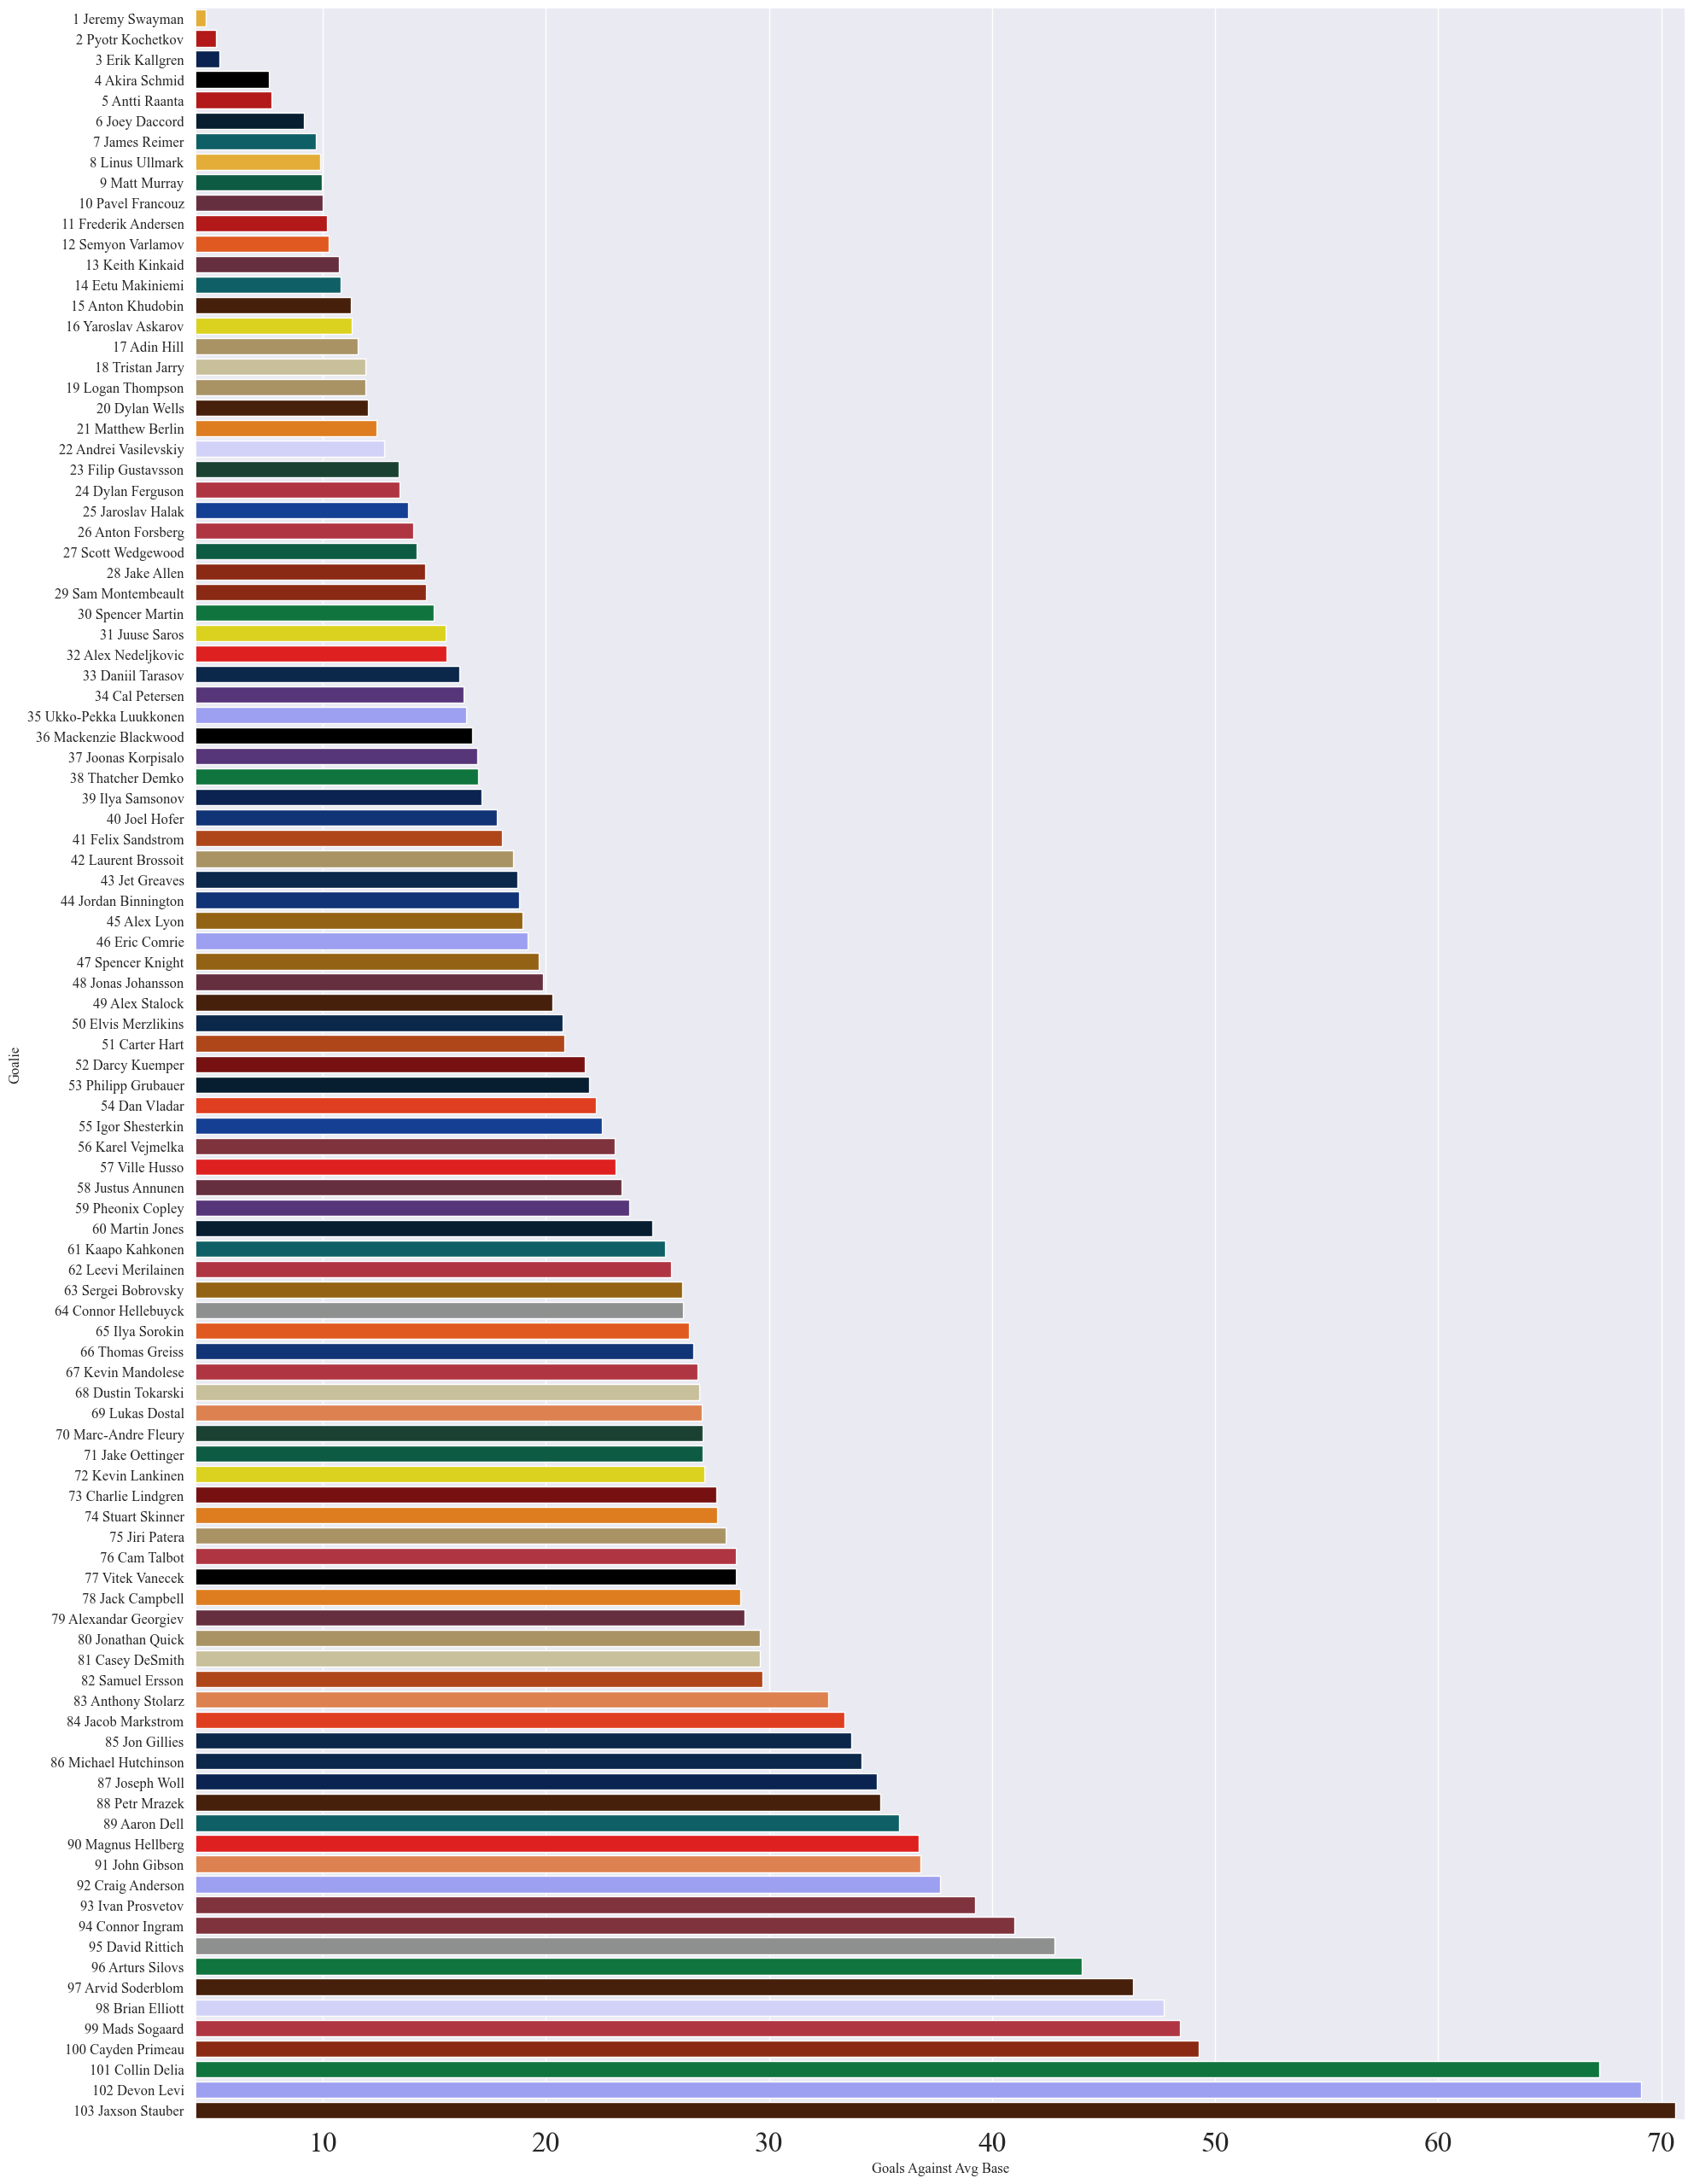 1 Jeremy Swayman
2 Pyotr Kochetkov
3 Erik Kallgren
4 Akira Schmid
5 Antti Raanta
6 Joey Daccord
7 James Reimer
8 Linus Ullmark
9 Matt Murray
10 Pavel Francouz
11 Frederik Andersen
12 Semyon Varlamov
13 Keith Kinkaid
14 Eetu Makiniemi
15 Anton Khudobin
16 Yaroslav Askarov
17 Adin Hill
18 Tristan Jarry
19 Logan Thompson
20 Dylan Wells
21 Matthew Berlin
22 Andrei Vasilevskiy
23 Filip Gustavsson
24 Dylan Ferguson
25 Jaroslav Halak
26 Anton Forsberg
27 Scott Wedgewood
28 Jake Allen
29 Sam Montembeault
30 Spencer Martin
31 Juuse Saros
32 Alex Nedeljkovic
33 Daniil Tarasov
34 Cal Petersen
35 Ukko-Pekka Luukkonen
36 Mackenzie Blackwood
37 Joonas Korpisalo
38 Thatcher Demko
39 Ilya Samsonov
40 Joel Hofer
41 Felix Sandstrom
42 Laurent Brossoit
43 Jet Greaves
44 Jordan Binnington
45 Alex Lyon
46 Eric Comrie
47 Spencer Knight
48 Jonas Johansson
49 Alex Stalock
50 Elvis Merzlikins
51 Carter Hart
52 Darcy Kuemper
53 Philipp Grubauer
54 Dan Vladar
55 Igor Shesterkin
56 Karel Vejmelka
57 Ville Husso
58 Justus Annunen
59 Pheonix Copley
60 Martin Jones
61 Kaapo Kahkonen
62 Leevi Merilainen
63 Sergei Bobrovsky
64 Connor Hellebuyck
65 Ilya Sorokin
66 Thomas Greiss
67 Kevin Mandolese
68 Dustin Tokarski
69 Lukas Dostal
70 Marc-Andre Fleury
71 Jake Oettinger
72 Kevin Lankinen
73 Charlie Lindgren
74 Stuart Skinner
75 Jiri Patera
76 Cam Talbot
77 Vitek Vanecek
78 Jack Campbell
79 Alexandar Georgiev
80 Jonathan Quick
81 Casey DeSmith
82 Samuel Ersson
83 Anthony Stolarz
84 Jacob Markstrom
85 Jon Gillies
86 Michael Hutchinson
87 Joseph Woll
88 Petr Mrazek
89 Aaron Dell
90 Magnus Hellberg
91 John Gibson
92 Craig Anderson
93 Ivan Prosvetov
94 Connor Ingram
95 David Rittich
96 Arturs Silovs
97 Arvid Soderblom
98 Brian Elliott
99 Mads Sogaard
100 Cayden Primeau
101 Collin Delia
102 Devon Levi
103 Jaxson Stauber
Goalie
10 20 30 40 50 60 70
Goals Against Avg Base